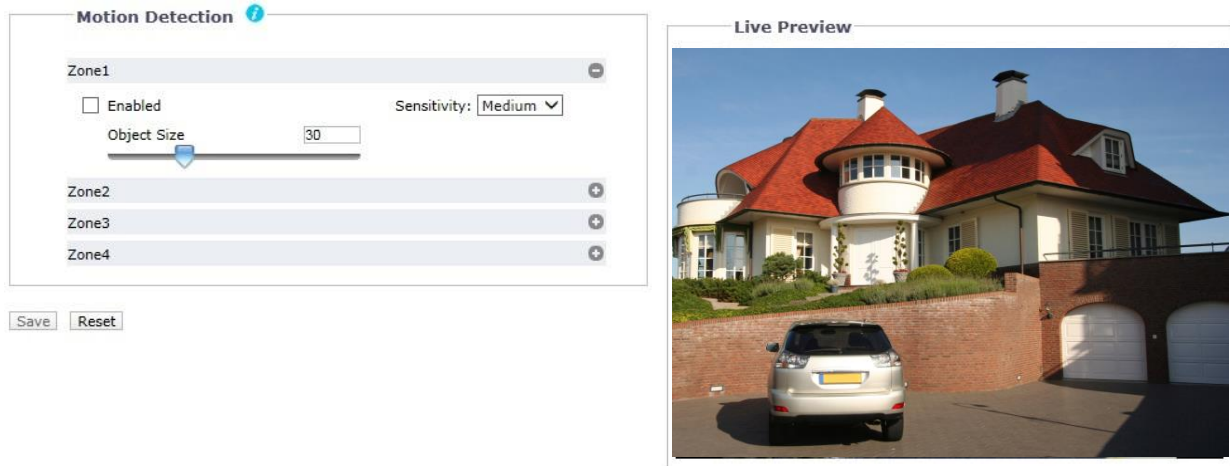 Motion Detection
Zone1
Enabled
Sensitivity: Medium
Object Size 30
Zone2
Zone3
Zone4
Save Reset
Live Preview